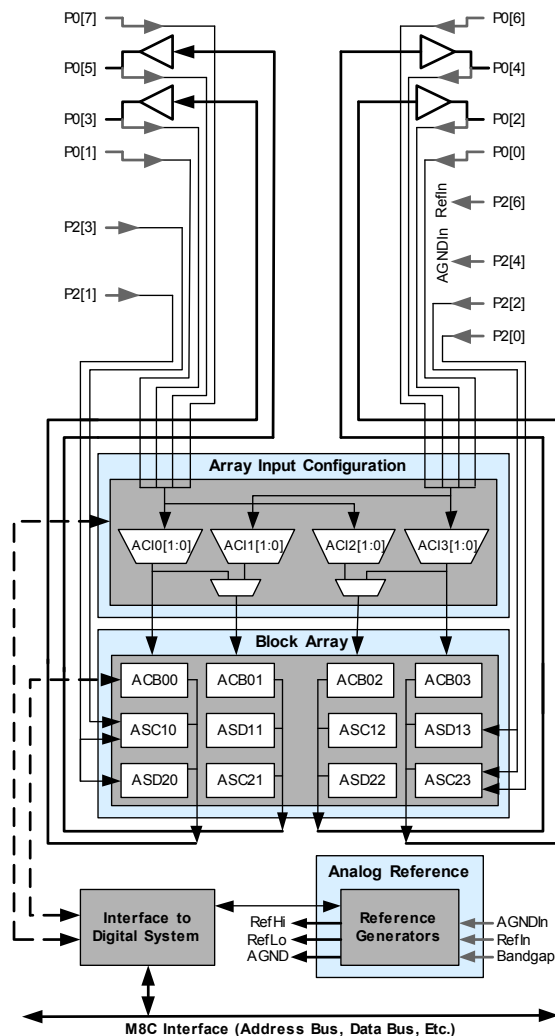 P0[7]
P0[6]
P0[5]
P0[4]
P0[3]
P0[2]
P0[1]
P0[0]
P2[6]
RefIn
AGNDIn
P2[3]
P2[4]
P2[1]
P2[2]
P2[0]
Array Input Configuration
ACI0[1:0]
ACI1[1:0]
ACI2[1:0]
ACI3[1:0]
Block Array
ACB00
ACB01
ACB02
ACB03
ASC10
ASD11
ASC12
ASD13
ASD20
ASC21
ASD22
ASC23
Analog Reference
Interface to
Digital System
RefHi
RefLo
AGND
Reference
Generators
AGNDIn
RefIn
Bandgap
M8C Interface (Address Bus, Data Bus, Etc.)